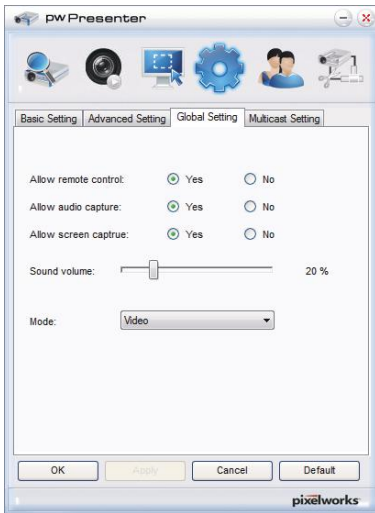 pwPresenter
Basic Setting Advanced Setting Global Setting Multicast Setting
Allow remote control: Yes No
Allow audio capture: Yes No
Allow screen captrue: Yes No
Sound volume: 20 %
Mode: Video
OK Apply Cancel Default
pixelworks